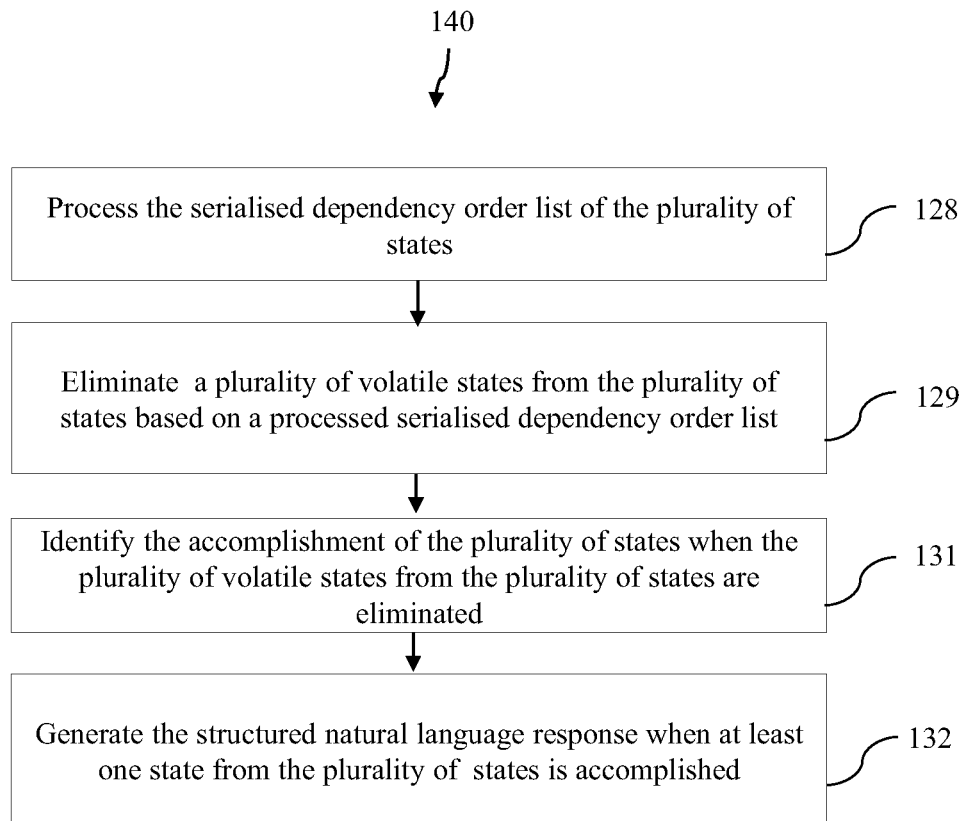 140
Process the serialised dependency order list of the plurality of
states
128
Eliminate a plurality of volatile states from the plurality of
states based on a processed serialised dependency order list
129
Identify the accomplishment of the plurality of states when the
plurality of volatile states from the plurality of states are
eliminated
131
Generate the structured natural language response when at least
one state from the plurality of states is accomplished
132